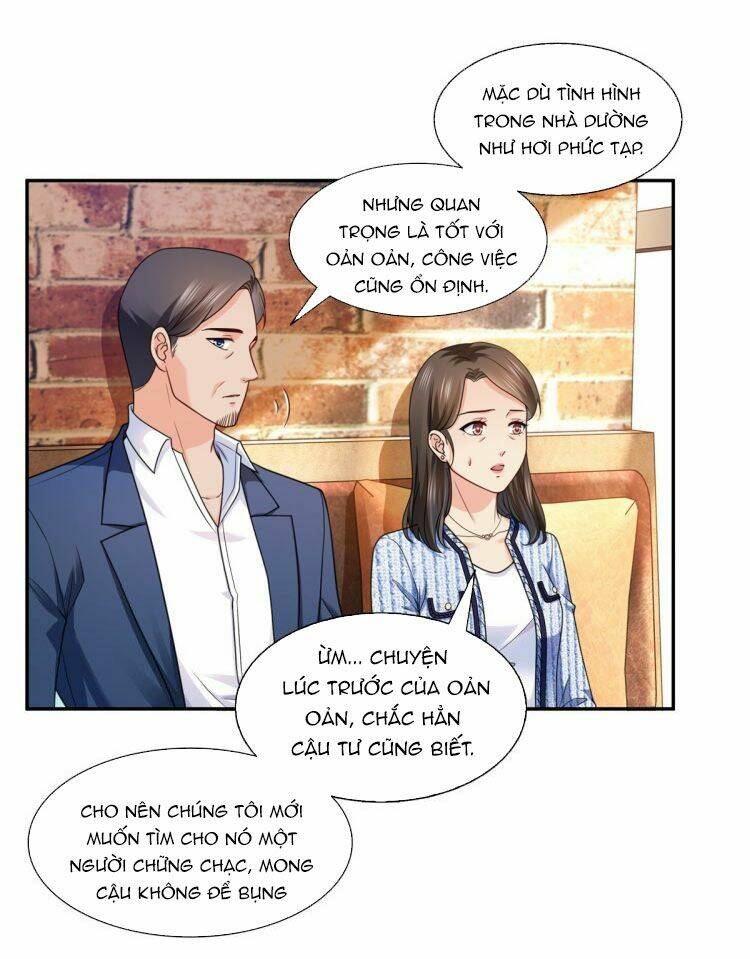 MẶC DÙ TÌNH HÌNH
TRONG NHÀ DƯỜNG
NHƯ HƠI PHỨC TẠP.
NHƯNG QUAN
TRỌNG LÀ TỐT VỚI
OẢN OẢN, CÔNG VIỆC
CŨNG ỔN ĐỊNH.
ỪM... CHUYỆN
LÚC TRƯỚC CỦA OẢN
OẢN, CHẮC HẲN
CẬU TƯ CŨNG BIẾT.
CHO NÊN CHÚNG TÔI MỚI
MUỐN TÌM CHO NÓ MỘT
NGƯỜI CHỮNG CHẠC, MONG
CẬU KHÔNG ĐỂ BỤNG